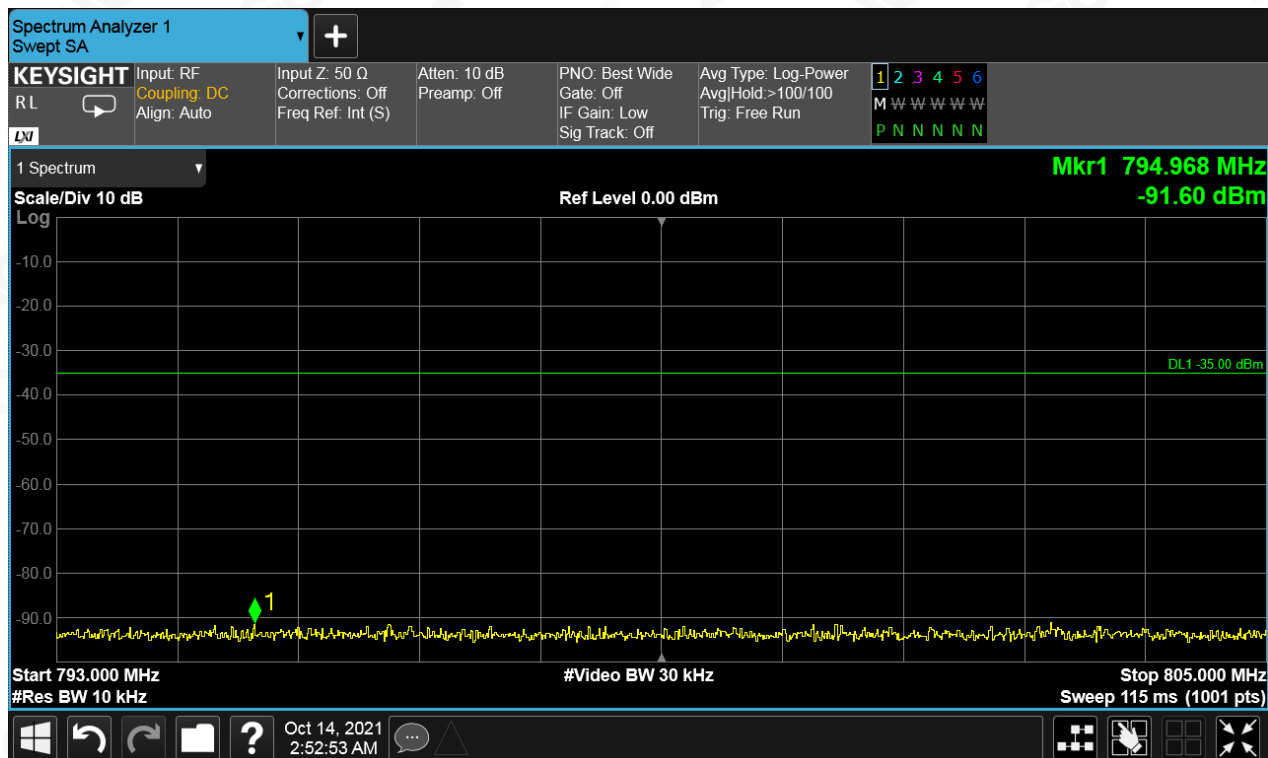 Spectrum Analyzer 1
Swept SA
KEYSIGHT
R L
LXI
Input: RF
Coupling: DC
Align: Auto
Input Z: 50 Ω
Corrections: Off
Freq Ref: Int (S)
Atten: 10 dB
Preamp: Off
PNO: Best Wide
Gate: Off
IF Gain: Low
Sig Track: Off
Avg Type: Log-Power
Avg|Hold:>100/100
Trig: Free Run
1 2 3 4 5 6
M W W W W W
P N N N N N
1 Spectrum
Mkr1 794.968 MHz
-91.60 dBm
Scale/Div 10 dB
Ref Level 0.00 dBm
Log
-10.0
-20.0
-30.0
DL1 -35.00 dBm
-40.0
-50.0
-60.0
-70.0
-80.0
1
-90.0
Start 793.000 MHz
#Video BW 30 kHz
Stop 805.000 MHz
#Res BW 10 kHz
Sweep 115 ms (1001 pts)
?
Oct 14, 2021
2:52:53 AM